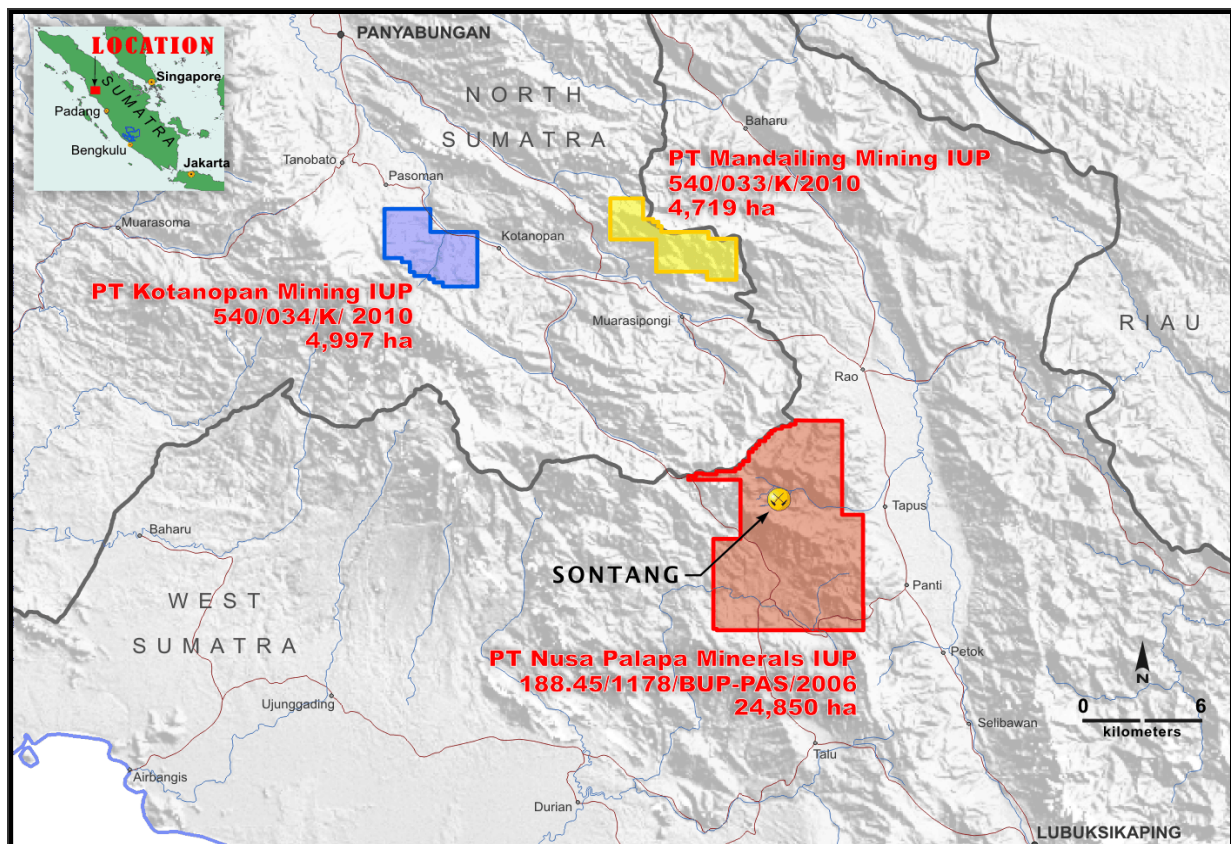 LOCATION
Singapore
SUMATRA
Padang
Bengkulu
Jakarta
PANYABUNGAN
NORTH
SUMATRA
Baharu
Tanobato
Pasoman
PT Mandailing Mining IUP
540/033/K/2010
4,719 ha
Muarasoma
Kotanopan
PT Kotanopan Mining IUP
540/034/K/ 2010
4,997 ha
Muarasipongi
RIAU
Rao
Baharu
Tapus
SONTANG
Panti
WEST
SUMATRA
Petok
PT Nusa Palapa Minerals IUP
188.45/1178/BUP-PAS/2006
24,850 ha
N
0 6
kilometers
Ujunggading
Selibawan
Talu
Airbangis
Durian
LUBUKSIKAPING